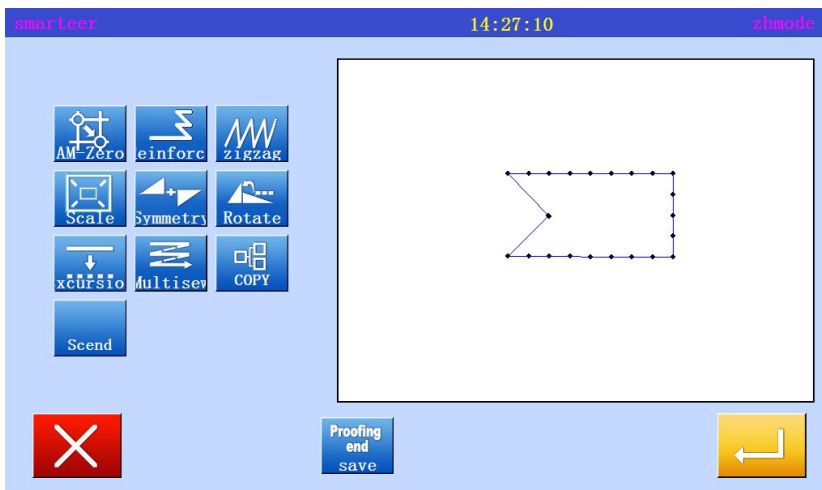 smarteer 14:27:10 zhmode
AM-Zero einforc zigzag
Scale Symmetry Rotate
xcursio Multisew COPY
Scend
Proofing
end
save